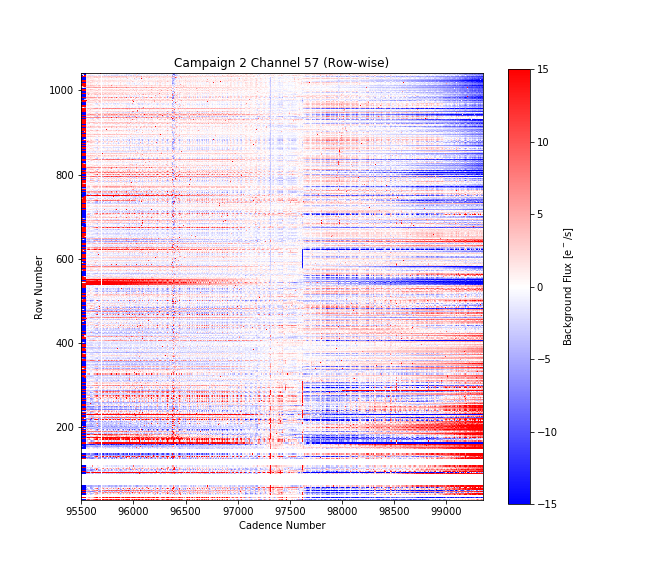 Campaign 2 Channel 57 (Row-wise)
1000
800
600
400
200
Row Number
95500 96000 96500 97000 97500 98000 98500 99000
Cadence Number
15
10
5
0
−5
−10
−15
Background Flux [e⁻ /s]